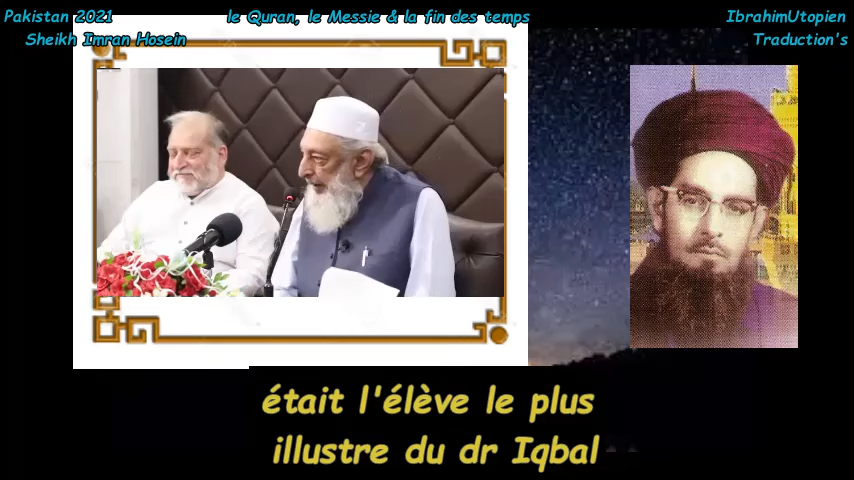 Pakistan 2021
le Quran, le Messie & la fin des temps
IbrahimUtopien
Sheikh Imran Hosein
Traduction's
était l'élève le plus
illustre du dr Iqbal